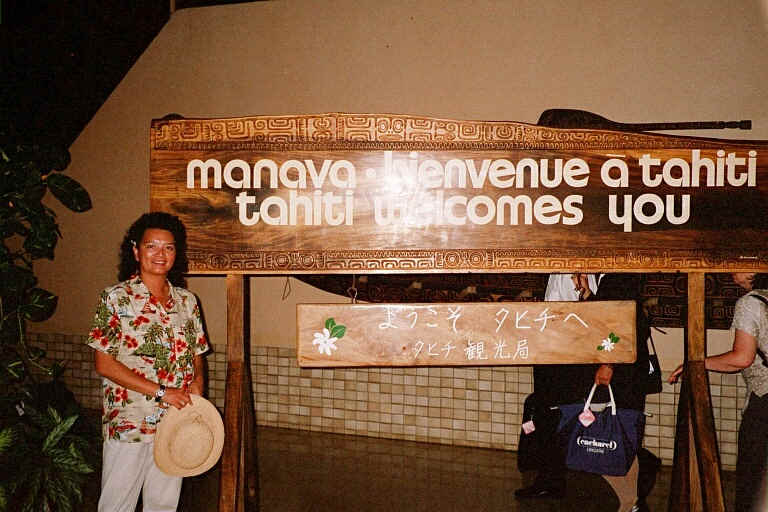 manava · bienvenue ā tahiti
tahiti welcomes you
ようこそ タヒチへ
タヒチ観光局
(cacharel)